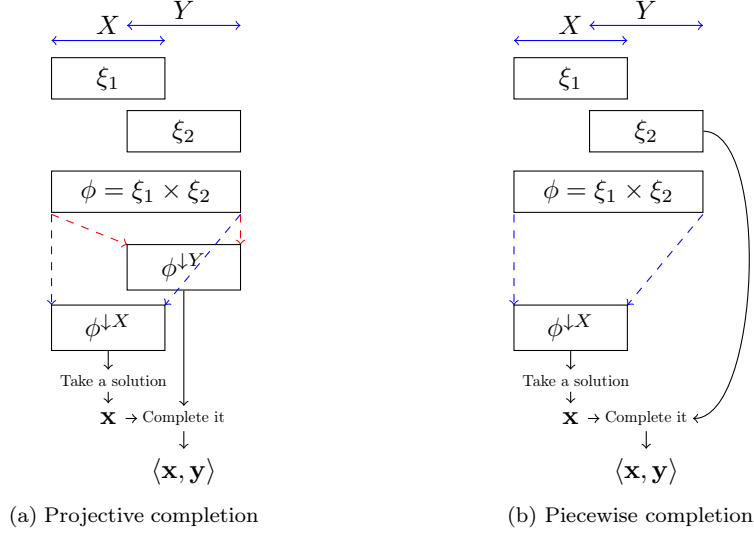 Y
X
ξ₁
ξ₂
ϕ = ξ₁ × ξ₂
ϕ↓Y
ϕ↓X
Take a solution
x Complete it
⟨x, y⟩
(a) Projective completion
Y
X
ξ₁
ξ₂
ϕ = ξ₁ × ξ₂
ϕ↓X
Take a solution
x Complete it
⟨x, y⟩
(b) Piecewise completion